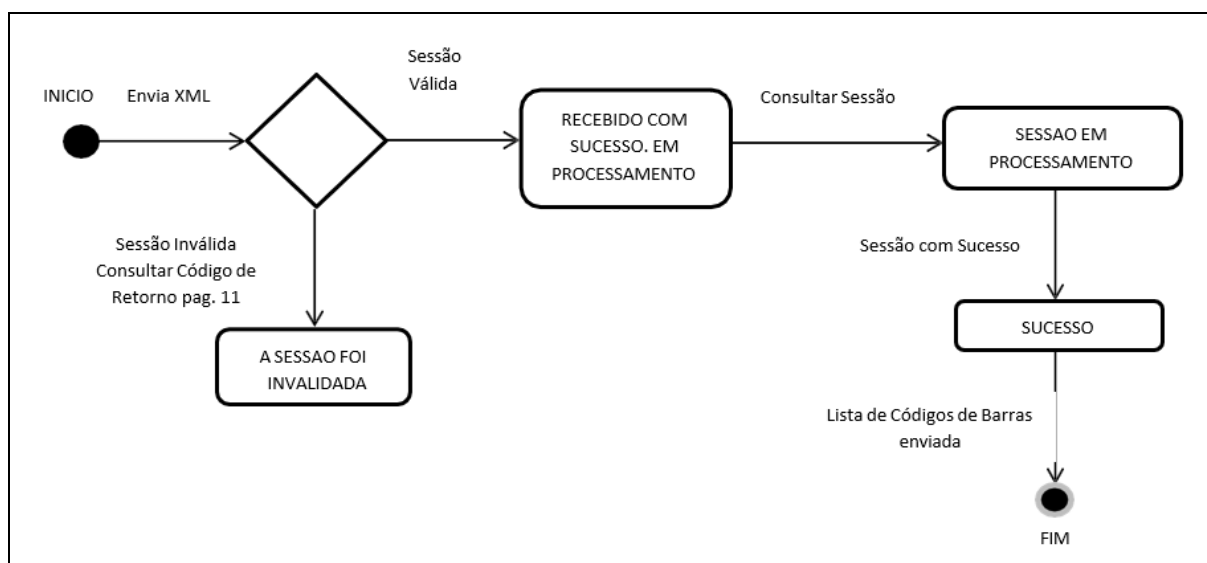 INICIO
Envia XML
Sessão
Válida
RECEBIDO COM
SUCESSO. EM
PROCESSAMENTO
Consultar Sessão
SESSAO EM
PROCESSAMENTO
Sessão Inválida
Consultar Código de
Retorno pag. 11
A SESSAO FOI
INVALIDADA
Sessão com Sucesso
SUCESSO
Lista de Códigos de Barras
enviada
FIM